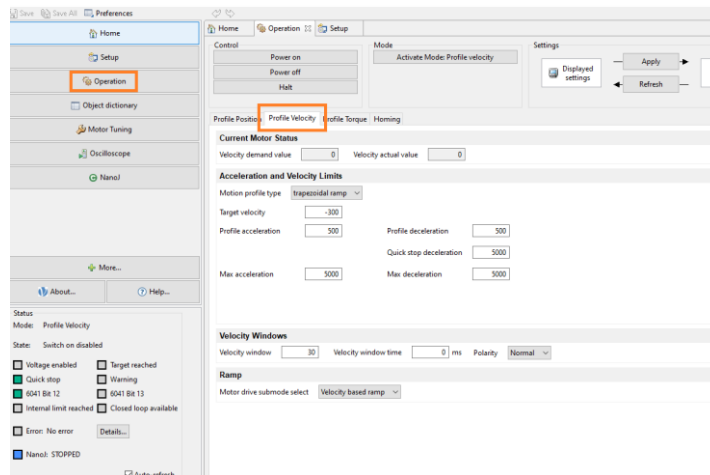 Save Save All Preferences
Home
Setup
Operation
Object dictionary
Motor Tuning
Oscilloscope
NanoJ
More...
About... Help...
Status
Mode: Profile Velocity
State: Switch on disabled
Voltage enabled Target reached
Quick stop Warning
6041 Bit 12 6041 Bit 13
Internal limit reached Closed loop available
Error: No error Details...
NanoJ: STOPPED
Auto-refresh
Home Operation Setup
Control Mode Settings
Power on
Power off
Halt
Activate Mode: Profile velocity
Displayed
settings
Apply
Refresh
Profile Position Profile Velocity Profile Torque Homing
Current Motor Status
Velocity demand value 0 Velocity actual value 0
Acceleration and Velocity Limits
Motion profile type trapezoidal ramp
Target velocity -300
Profile acceleration 500 Profile deceleration 500
Quick stop deceleration 5000
Max acceleration 5000 Max deceleration 5000
Velocity Windows
Velocity window 30 Velocity window time 0 ms Polarity Normal
Ramp
Motor drive submode select Velocity based ramp